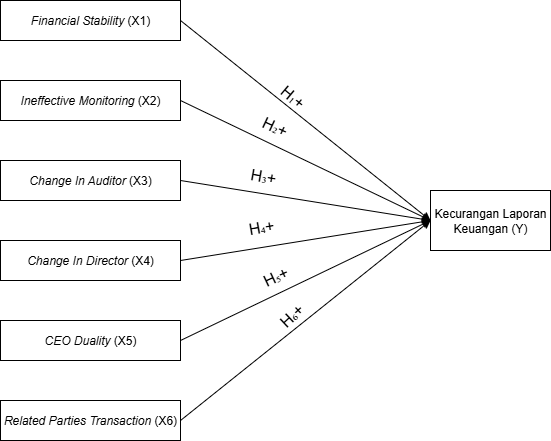 Financial Stability (X1)
H1+
Ineffective Monitoring (X2)
H2+
Change In Auditor (X3)
H3+
Kecurangan Laporan
Keuangan (Y)
H4+
Change In Director (X4)
H5+
CEO Duality (X5)
H6+
Related Parties Transaction (X6)